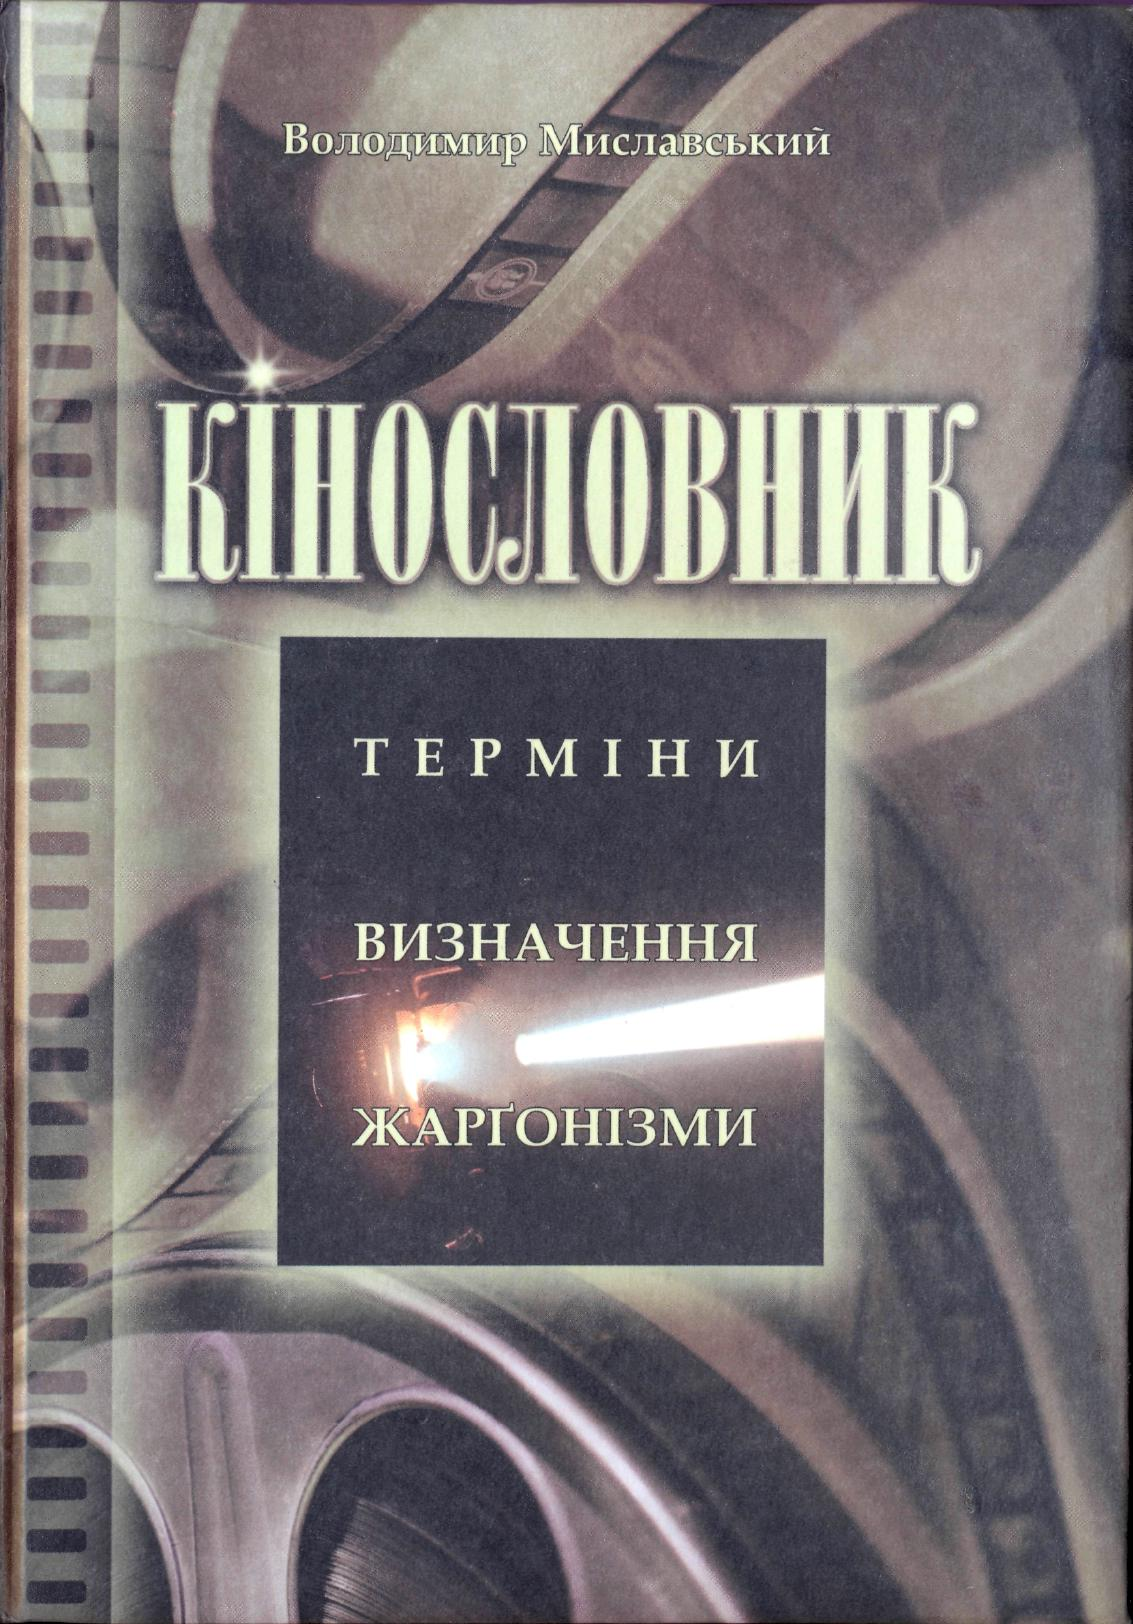 Володимир Миславський
КІНОСЛОВНИК
ТЕРМІНИ
ВИЗНАЧЕННЯ
ЖАРҐОНІЗМИ